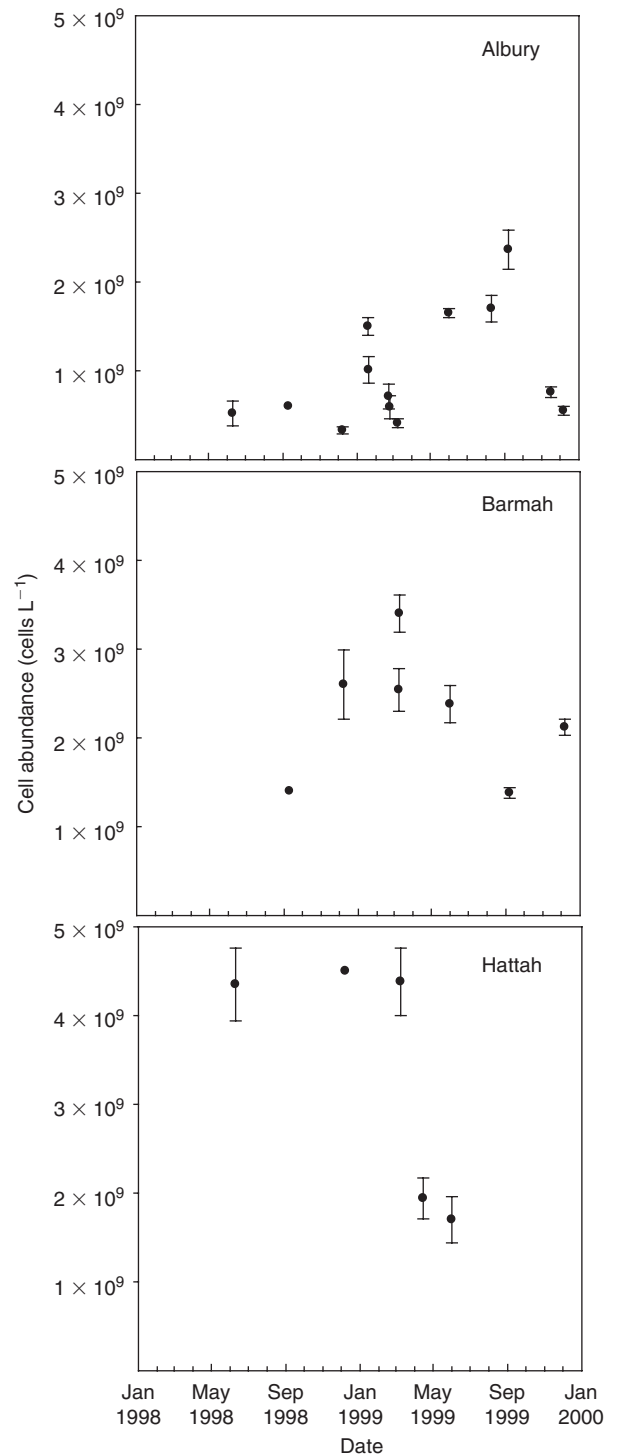 5 × 10⁹
Albury
4 × 10⁹
3 × 10⁹
2 × 10⁹
1 × 10⁹
5 × 10⁹
Barmah
4 × 10⁹
3 × 10⁹
2 × 10⁹
1 × 10⁹
Cell abundance (cells L⁻¹)
5 × 10⁹
Hattah
4 × 10⁹
3 × 10⁹
2 × 10⁹
1 × 10⁹
Jan May Sep Jan May Sep Jan
1998 1998 1998 1999 1999 1999 2000
Date